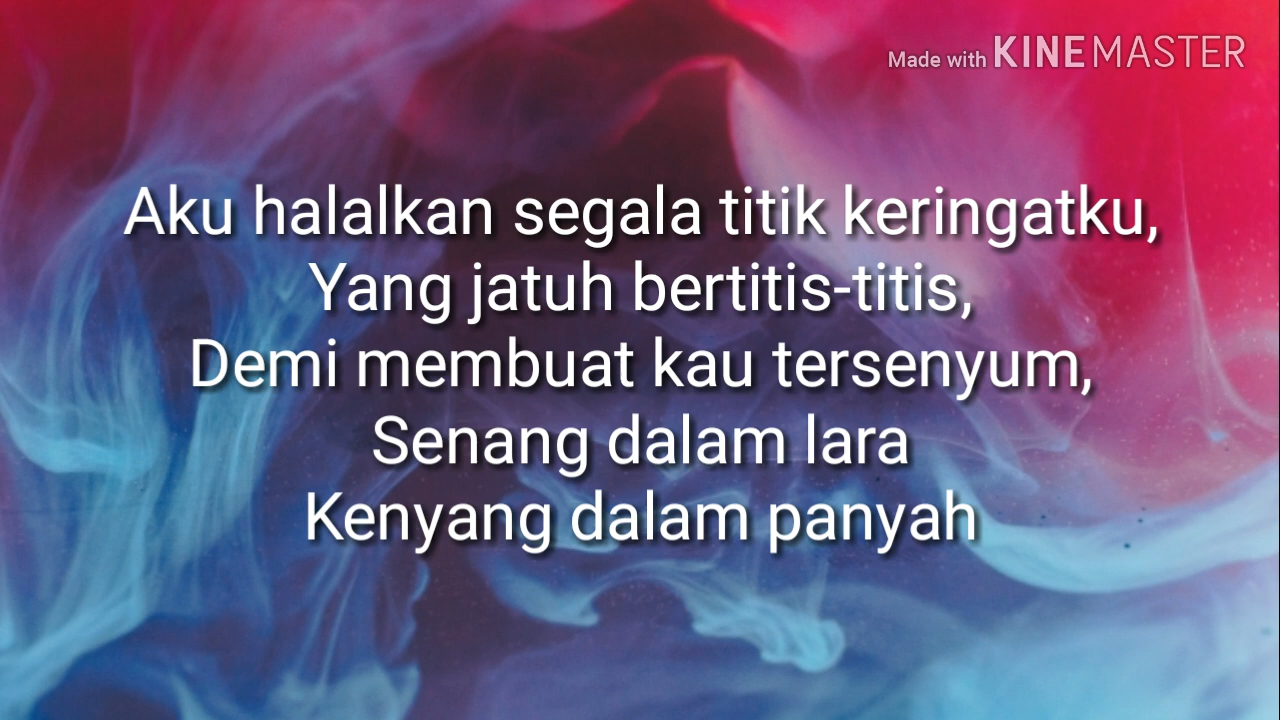 Made with KINEMASTER
Aku halalkan segala titik keringatku,
Yang jatuh bertitis-titis,
Demi membuat kau tersenyum,
Senang dalam lara
Kenyang dalam panyah